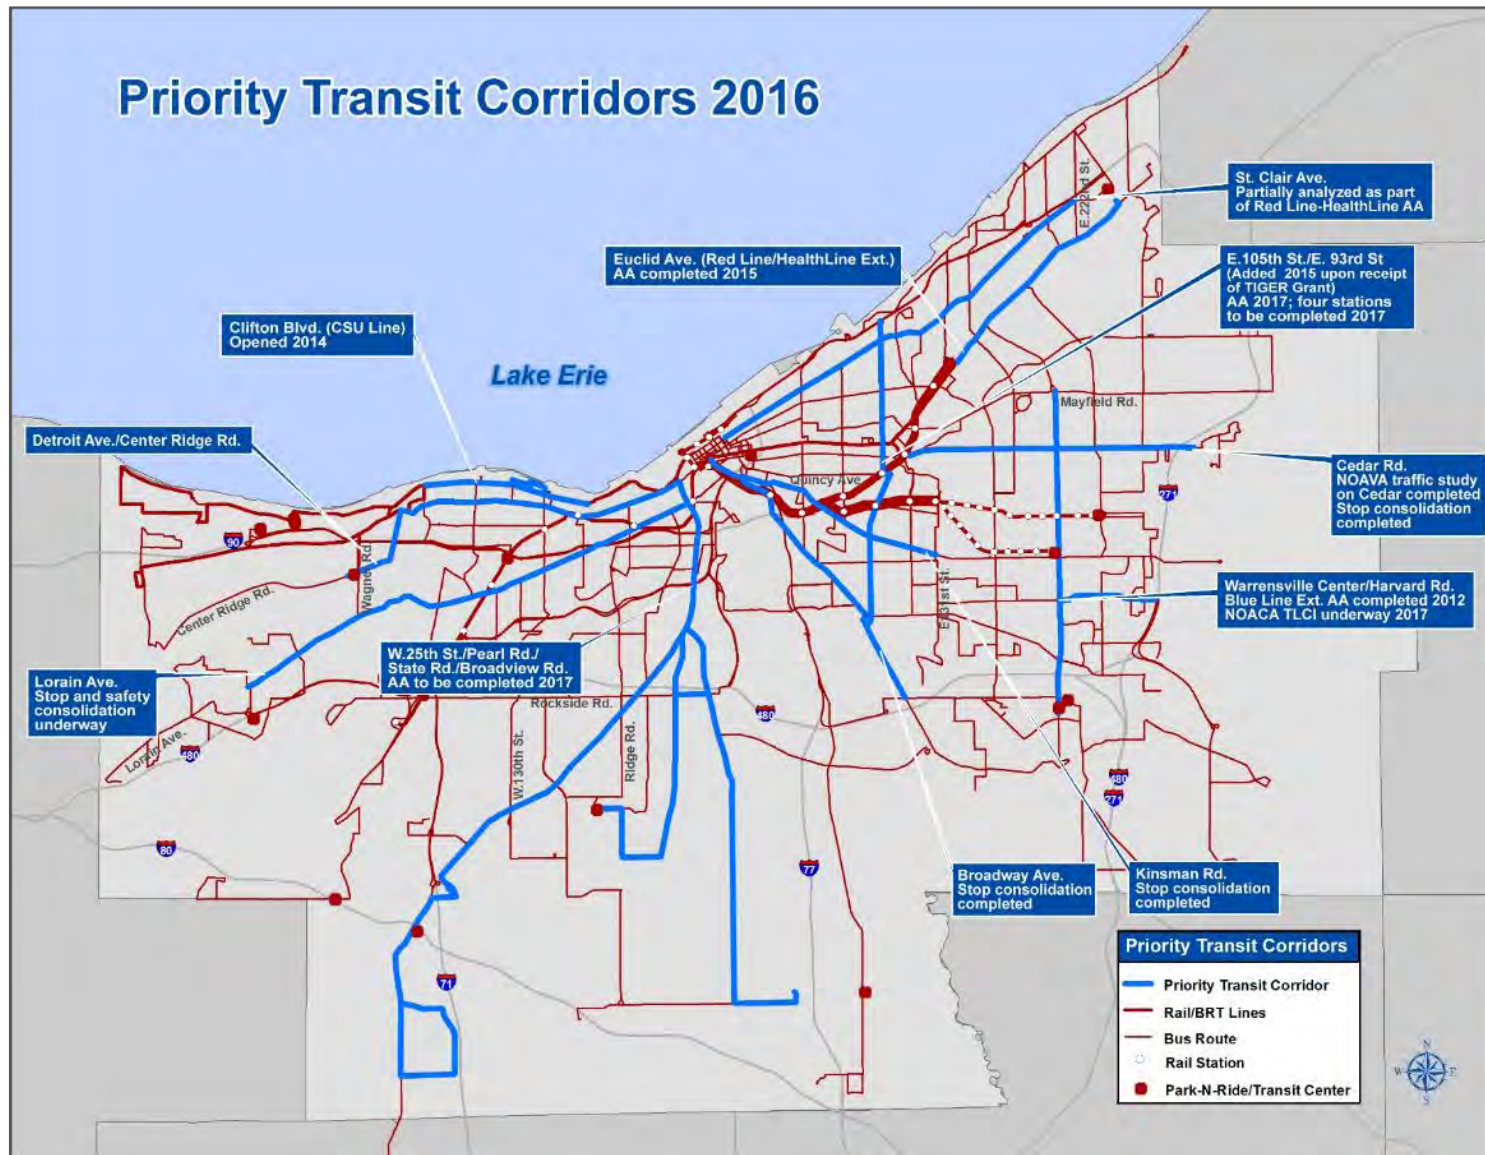 Priority Transit Corridors 2016
St. Clair Ave.
Partially analyzed as part
of Red Line-HealthLine AA
E.222nd St.
Euclid Ave. (Red Line/HealthLine Ext.)
AA completed 2015
E.105th St./E. 93rd St
(Added 2015 upon receipt
of TIGER Grant)
AA 2017; four stations
to be completed 2017
Clifton Blvd. (CSU Line)
Opened 2014
Lake Erie
Mayfield Rd.
Detroit Ave./Center Ridge Rd.
Cedar Rd.
NOAVA traffic study
on Cedar completed
Stop consolidation
completed
Quincy Ave
271
90
Wagner Rd
Center Ridge Rd.
E.131st St.
Warrensville Center/Harvard Rd.
Blue Line Ext. AA completed 2012
NOACA TLCI underway 2017
W.25th St./Pearl Rd./
State Rd./Broadview Rd.
AA to be completed 2017
Lorain Ave.
Stop and safety
consolidation
underway
Rockside Rd.
480
Lorain Ave.
480
W.130th St.
Ridge Rd.
480
271
80
77
Broadway Ave.
Stop consolidation
completed
Kinsman Rd.
Stop consolidation
completed
71
Priority Transit Corridors
Priority Transit Corridor
Rail/BRT Lines
Bus Route
Rail Station
Park-N-Ride/Transit Center
N
W E
S